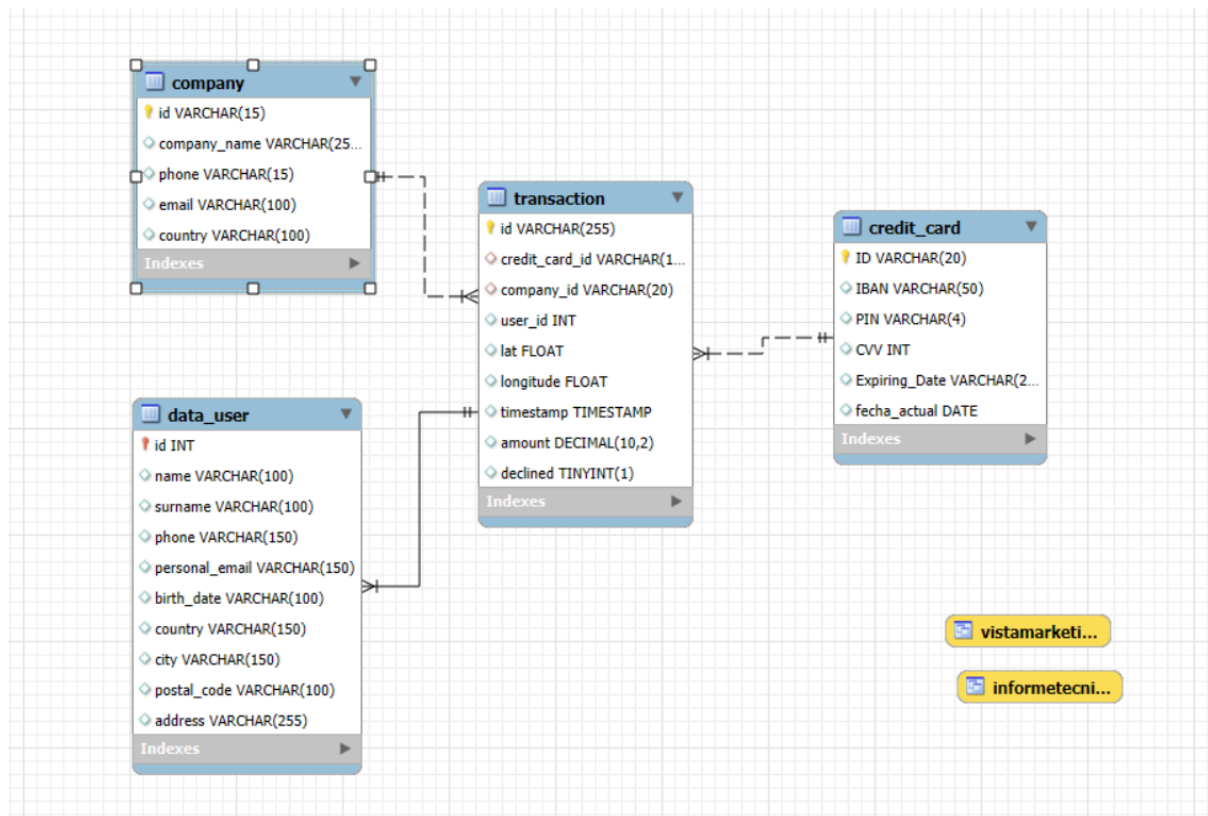 company
id VARCHAR(15)
company_name VARCHAR(25...
phone VARCHAR(15)
email VARCHAR(100)
country VARCHAR(100)
Indexes
transaction
id VARCHAR(255)
credit_card_id VARCHAR(1...
company_id VARCHAR(20)
user_id INT
lat FLOAT
longitude FLOAT
timestamp TIMESTAMP
amount DECIMAL(10,2)
declined TINYINT(1)
Indexes
credit_card
ID VARCHAR(20)
IBAN VARCHAR(50)
PIN VARCHAR(4)
CVV INT
Expiring_Date VARCHAR(2...
fecha_actual DATE
Indexes
data_user
id INT
name VARCHAR(100)
surname VARCHAR(100)
phone VARCHAR(150)
personal_email VARCHAR(150)
birth_date VARCHAR(100)
country VARCHAR(150)
city VARCHAR(150)
postal_code VARCHAR(100)
address VARCHAR(255)
Indexes
vistamarketi...
informetecni...